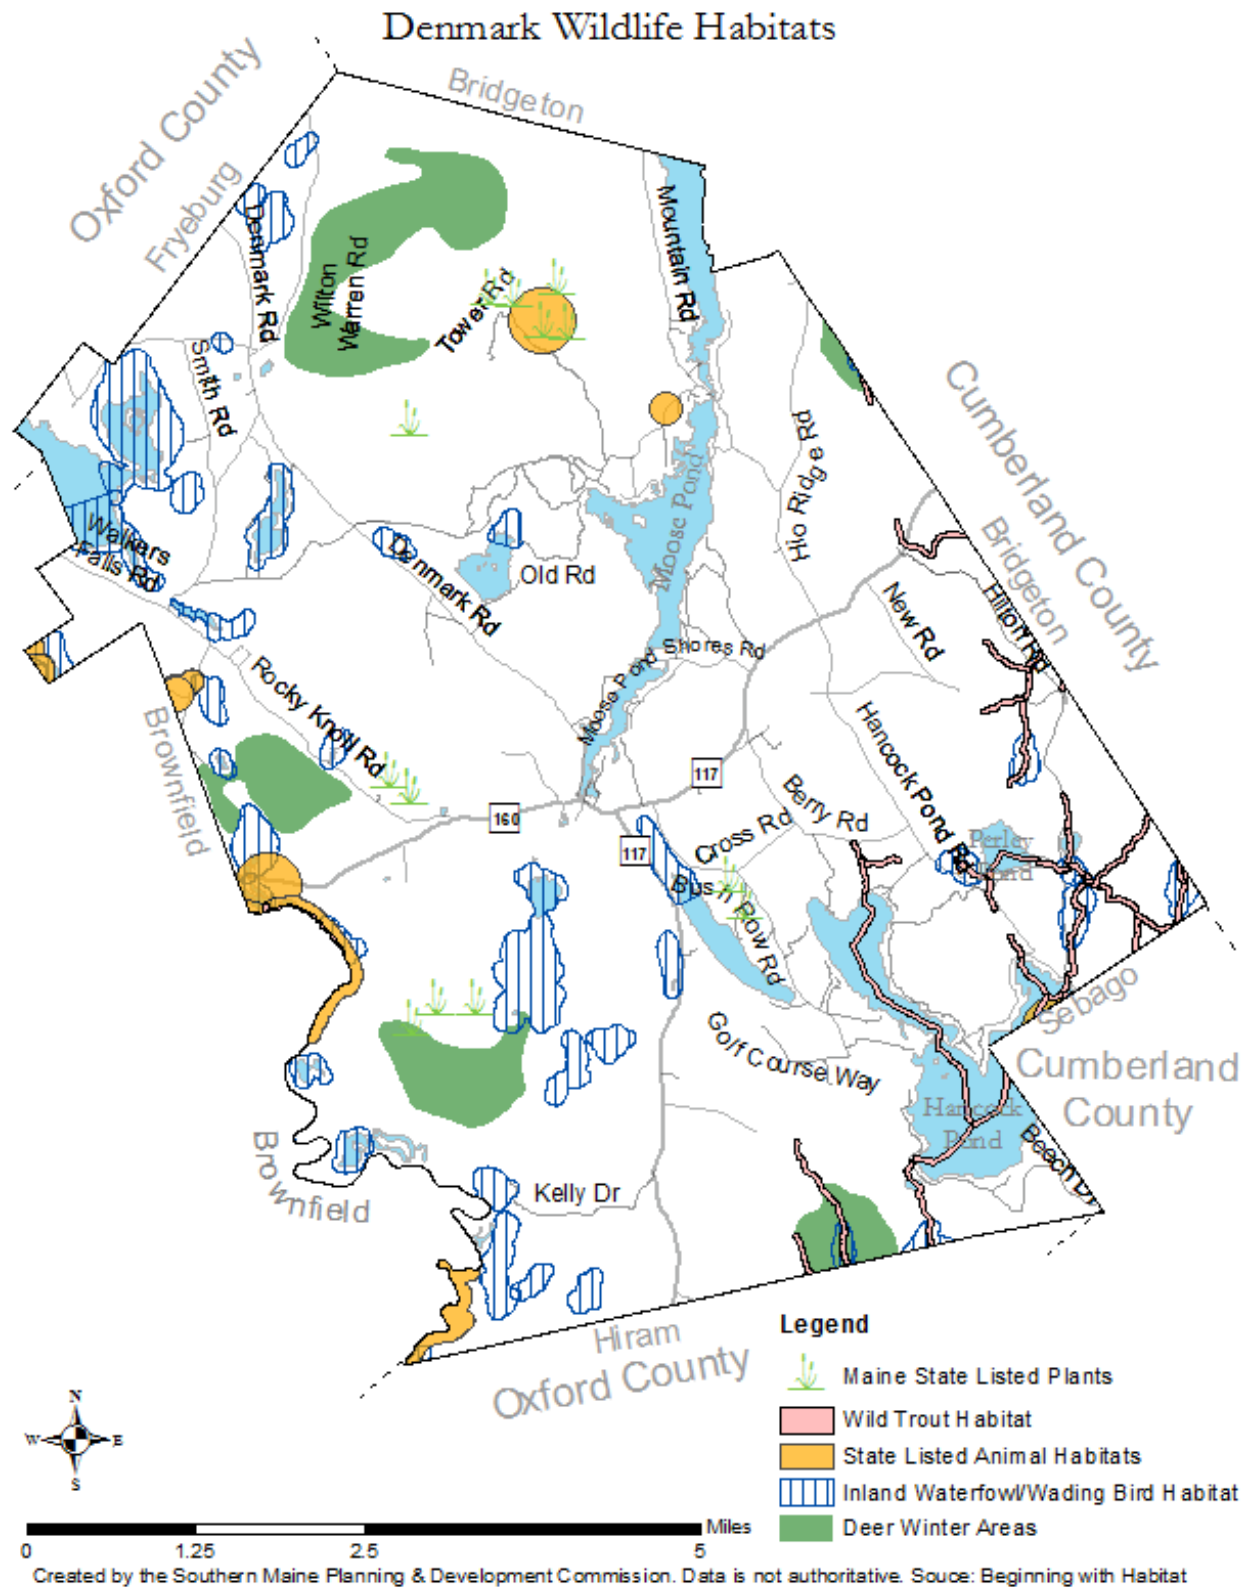 Denmark Wildlife Habitats
Oxford County
Bridgeton
Fryeburg
Denmark Rd
Wilton
Warren Rd
Tower Rd
Mountain Rd
Smith Rd
Cumberland County
Hio Ridge Rd
Moose Pond
Bridgeton
Walkers
Falls Rd
Denmark Rd
Old Rd
New Rd
Hilton Rd
Moose Pond
Shores Rd
Rocky Knoll Rd
Brownfield
Hancock Pond Rd
117
160
117
Berry Rd
Cross Rd
Perley
Pond
Bush Row Rd
Sebago
Golf Course Way
Cumberland
County
Hancock
Pond
Beech Dr
Brownfield
Kelly Dr
Hiram
Oxford County
Legend
Maine State Listed Plants
Wild Trout Habitat
State Listed Animal Habitats
Inland Waterfowl/Wading Bird Habitat
Deer Winter Areas
N
W E
S
Miles
0 1.25 2.5 5
Created by the Southern Maine Planning & Development Commission. Data is not authoritative. Souce: Beginning with Habitat